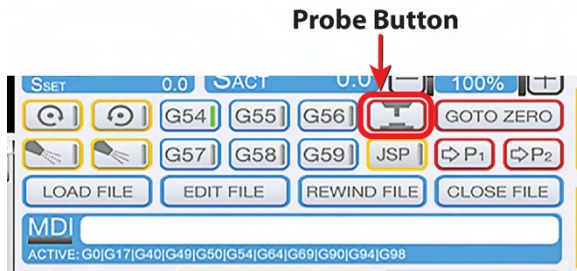 Probe Button
SSET 0.0 SACT 0.0 100%
G54 G55 G56 GOTO ZERO
G57 G58 G59 JSP P1 P2
LOAD FILE EDIT FILE REWIND FILE CLOSE FILE
MDI
ACTIVE: G0|G17|G40|G49|G50|G54|G64|G69|G90|G94|G98